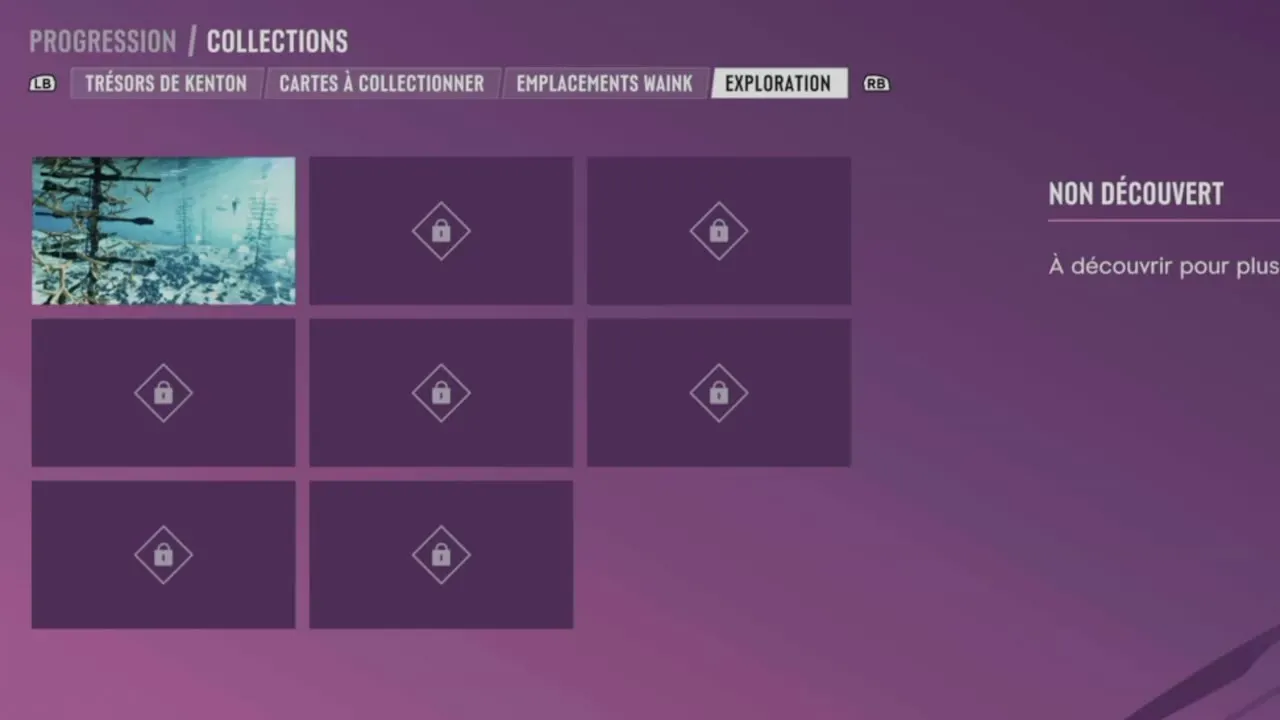 PROGRESSION / COLLECTIONS
LB TRÉSORS DE KENTON CARTES À COLLECTIONNER EMPLACEMENTS WAINK EXPLORATION RB
NON DÉCOUVERT
À découvrir pour plus